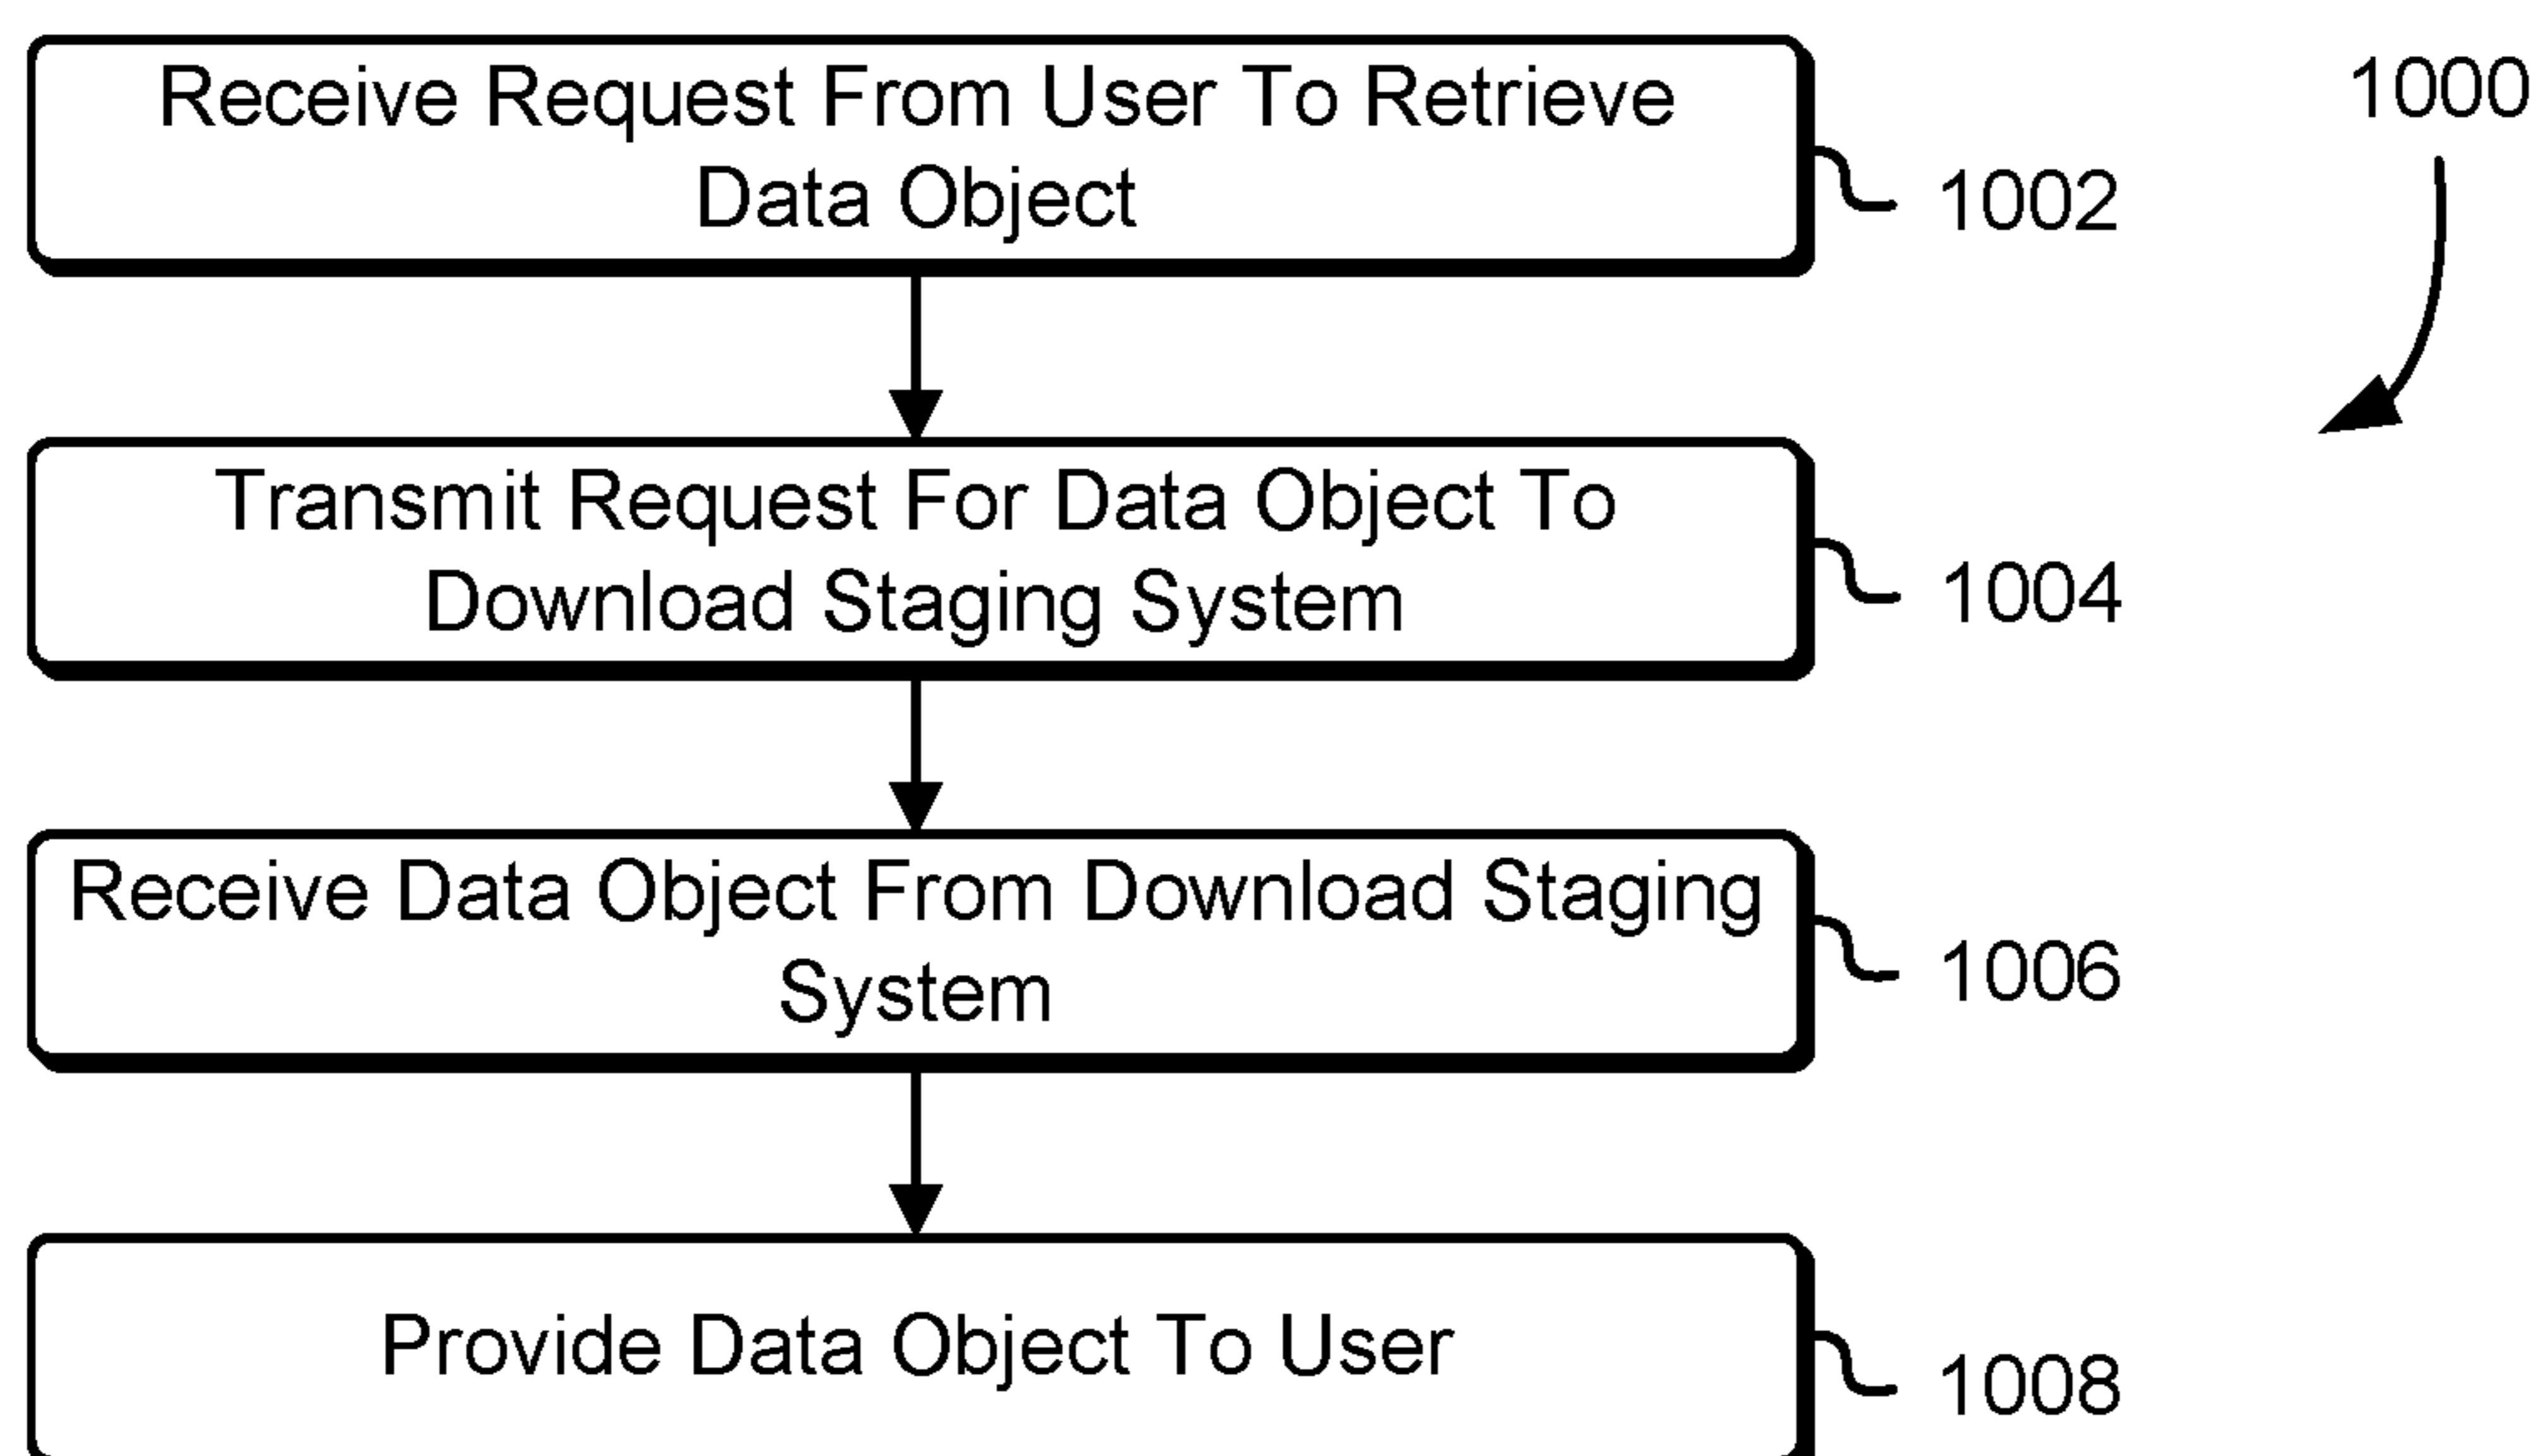 Receive Request From User To Retrieve
Data Object
1000
1002
Transmit Request For Data Object To
Download Staging System
1004
Receive Data Object From Download Staging
System
1006
Provide Data Object To User
1008